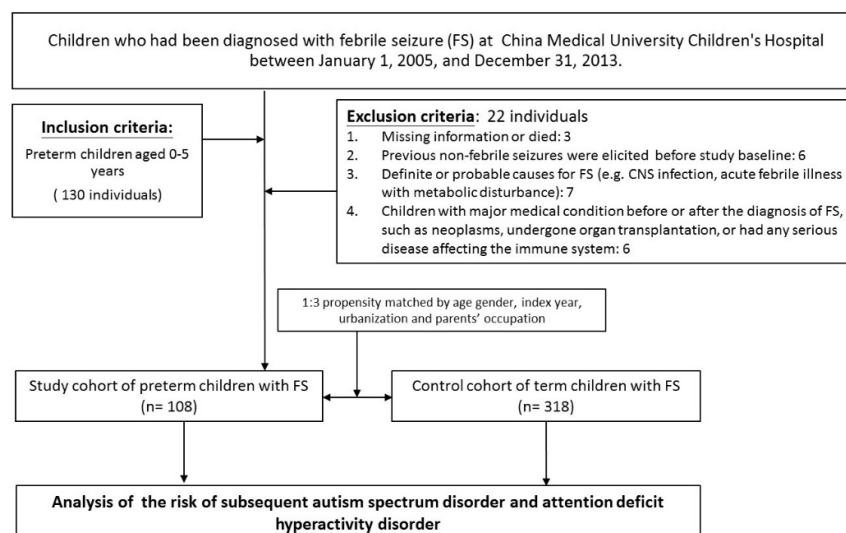 Children who had been diagnosed with febrile seizure (FS) at China Medical University Children's Hospital
between January 1, 2005, and December 31, 2013.
Inclusion criteria:
Preterm children aged 0-5
years
( 130 individuals)
Exclusion criteria: 22 individuals
1. Missing information or died: 3
2. Previous non-febrile seizures were elicited before study baseline: 6
3. Definite or probable causes for FS (e.g. CNS infection, acute febrile illness
with metabolic disturbance): 7
4. Children with major medical condition before or after the diagnosis of FS,
such as neoplasms, undergone organ transplantation, or had any serious
disease affecting the immune system: 6
1:3 propensity matched by age gender, index year,
urbanization and parents' occupation
Study cohort of preterm children with FS
(n= 108)
Control cohort of term children with FS
(n= 318)
Analysis of the risk of subsequent autism spectrum disorder and attention deficit
hyperactivity disorder